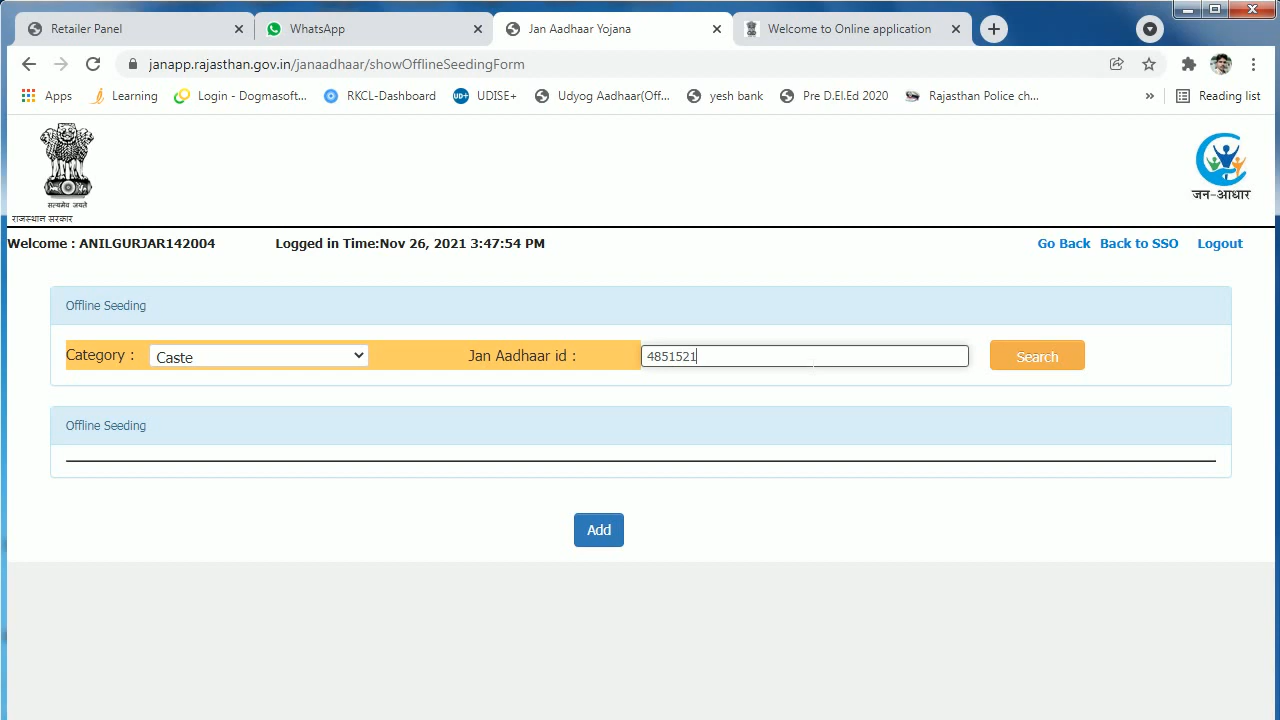 Retailer Panel
WhatsApp
Jan Aadhaar Yojana
Welcome to Online application
janapp.rajasthan.gov.in/janaadhaar/showOfflineSeedingForm
Apps
Learning
Login - Dogmasoft...
RKCL-Dashboard
UD+
UDISE+
Udyog Aadhaar(Off...
yesh bank
Pre D.El.Ed 2020
Rajasthan Police ch...
»
Reading list
सत्यमेव जयते
राजस्थान सरकार
जन-आधार
Welcome : ANILGURJAR142004 Logged in Time:Nov 26, 2021 3:47:54 PM Go Back Back to SSO Logout
Offline Seeding
Category : Caste Jan Aadhaar id : 4851521 Search
Offline Seeding
Add